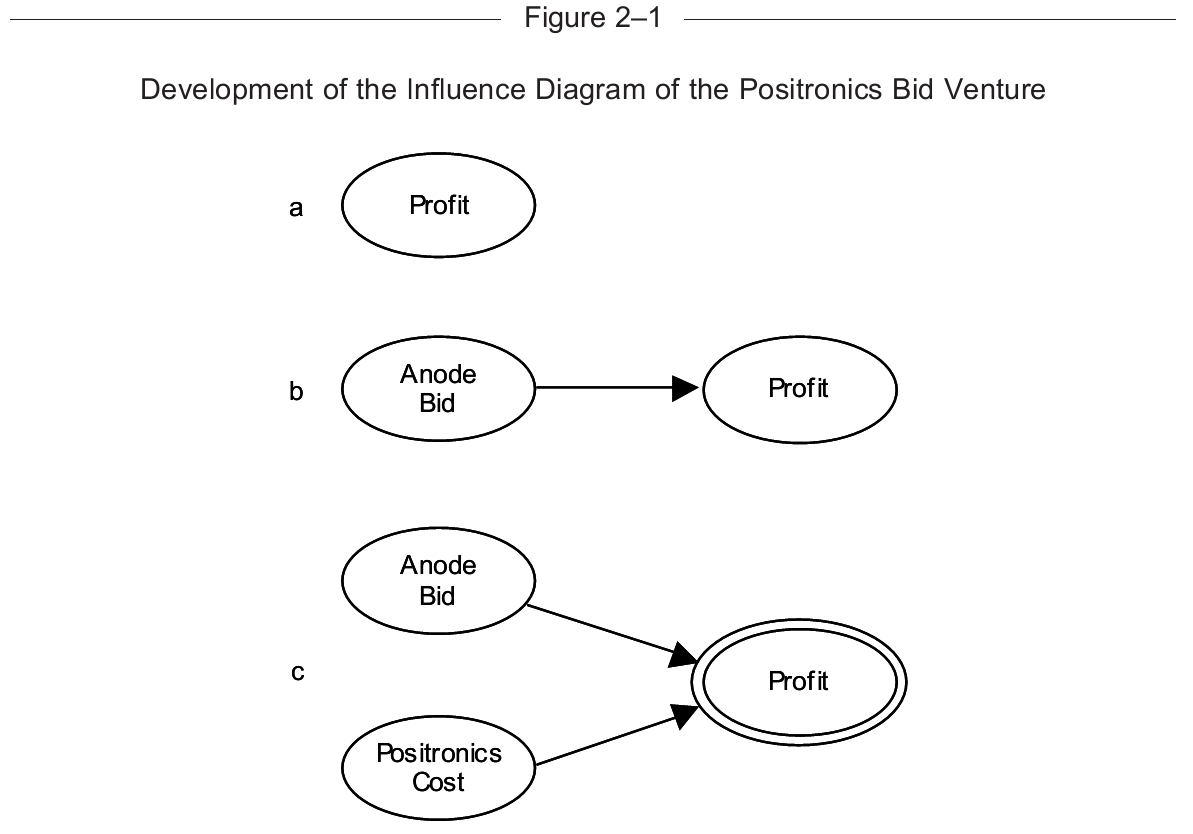 Figure 2–1
Development of the Influence Diagram of the Positronics Bid Venture
a
Profit
b
Anode
Bid
Profit
c
Anode
Bid
Profit
Positronics
Cost